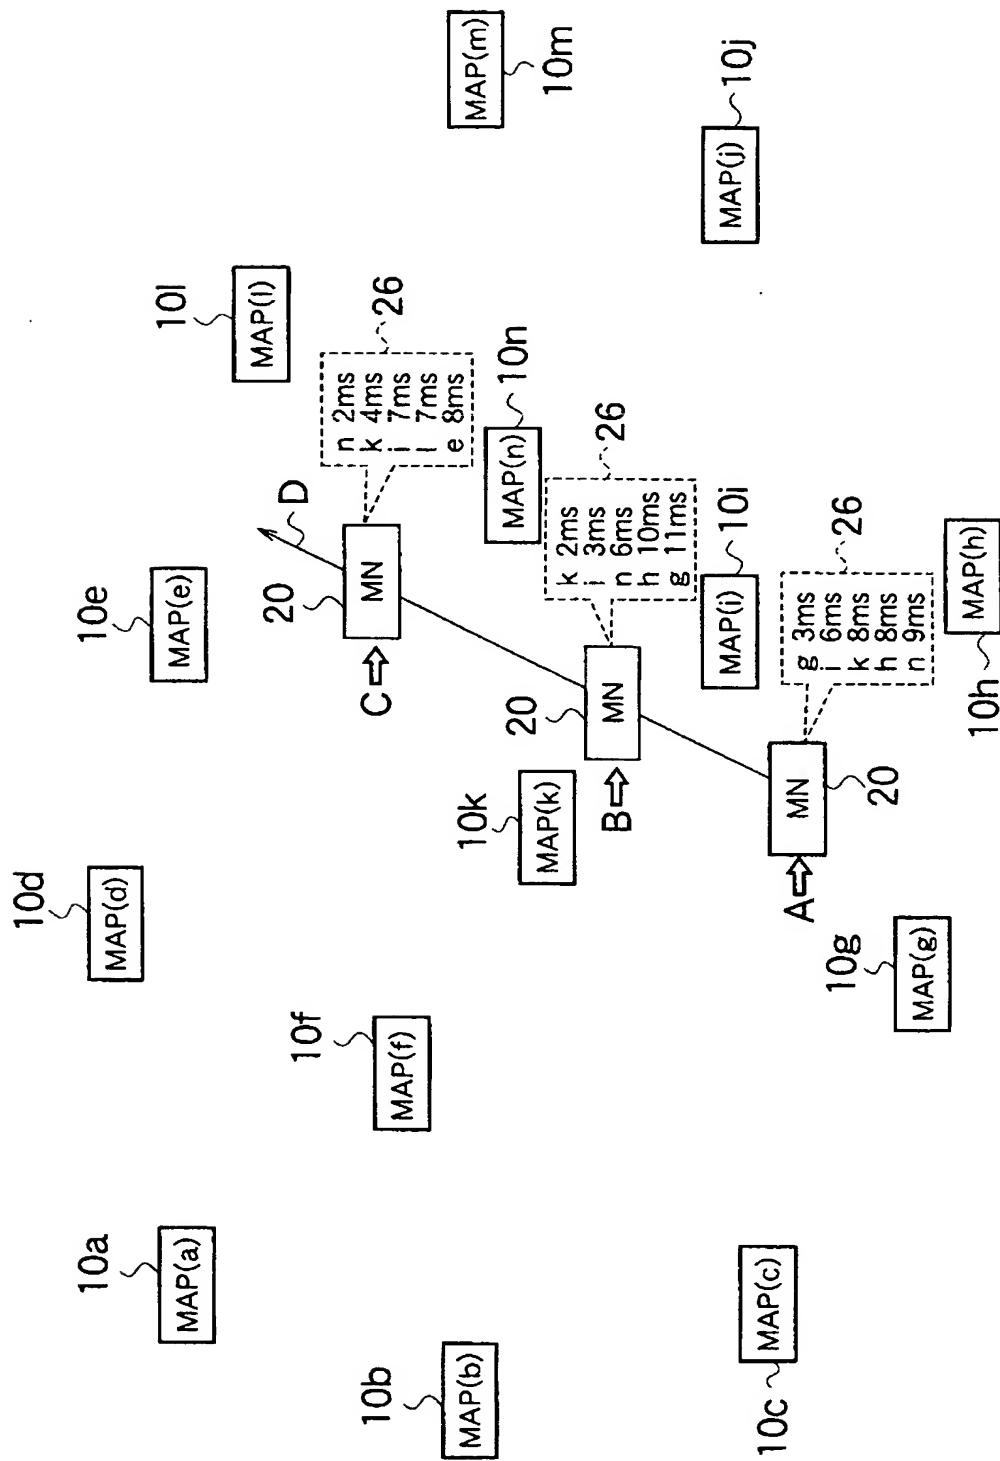 10d
MAP(d)
10a
MAP(a)
10e
MAP(e)
10l
MAP(l)
10f
MAP(f)
D
20
MN
C
26
n 2ms
k 4ms
i 7ms
l 7ms
e 8ms
10b
MAP(b)
MAP(m)
10m
10k
MAP(k)
MAP(n)
10n
20
MN
B
26
k 2ms
i 3ms
n 6ms
h 10ms
g 11ms
MAP(i)
10i
MAP(j)
10j
MAP(c)
10c
A
MN
20
26
g 3ms
i 6ms
k 8ms
h 8ms
n 9ms
10g
MAP(g)
MAP(h)
10h